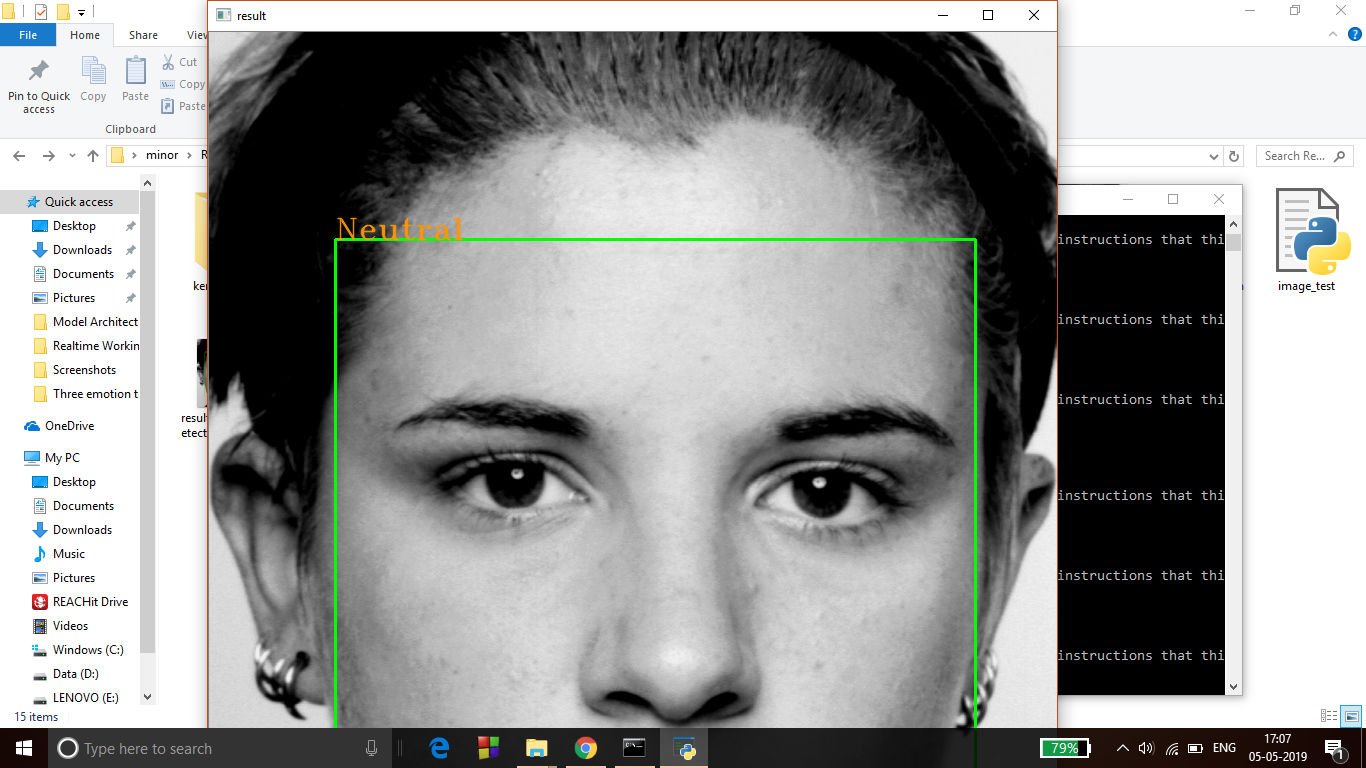 result
File
Home
Share
Vie
Pin to Quick access
Copy
Paste
Cut
Copy
Paste
Clipboard
minor
R
Search Re...
Quick access
Desktop
Downloads
Documents
Pictures
Model Architect
Realtime Workin
Screenshots
Three emotion t
OneDrive
My PC
Desktop
Documents
Downloads
Music
Pictures
REACHit Drive
Videos
Windows (C:)
Data (D:)
LENOVO (E:)
15 items
ke
result
etect
Neutral
instructions that thi
instructions that thi
instructions that thi
instructions that thi
instructions that thi
instructions that thi
image_test
Type here to search
79%
ENG
17:07
05-05-2019
1